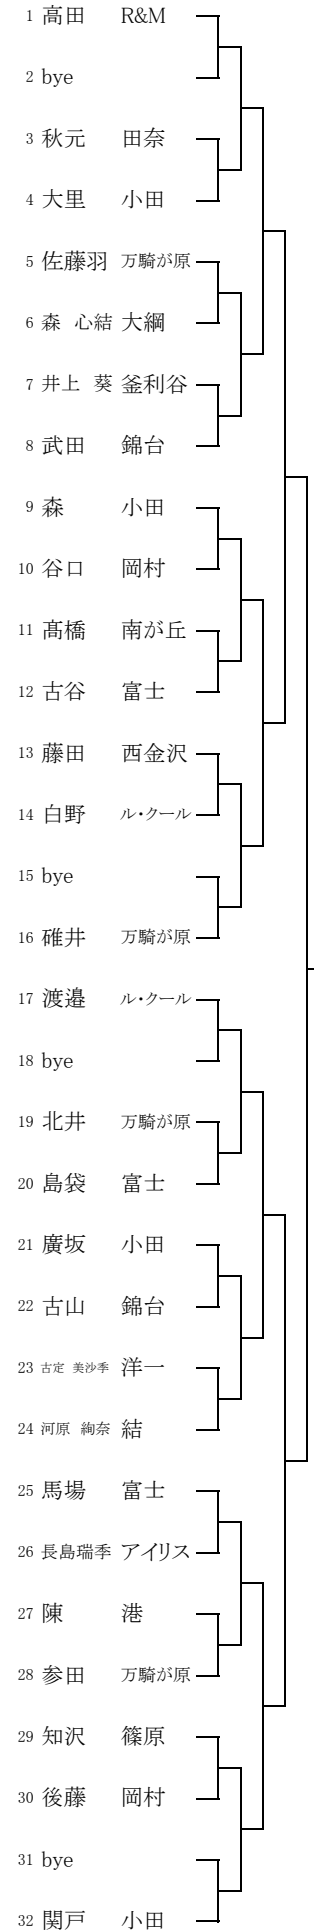 1 高田 R&M
2 bye
3 秋元 田奈
4 大里 小田
5 佐藤羽 万騎が原
6 森 心結 大綱
7 井上 葵 釜利谷
8 武田 錦台
9 森 小田
10 谷口 岡村
11 髙橋 南が丘
12 古谷 富士
13 藤田 西金沢
14 白野 ル・クール
15 bye
16 碓井 万騎が原
17 渡邉 ル・クール
18 bye
19 北井 万騎が原
20 島袋 富士
21 廣坂 小田
22 古山 錦台
23 古定 美沙季 洋一
24 河原 絢奈 結
25 馬場 富士
26 長島瑞季 アイリス
27 陳 港
28 参田 万騎が原
29 知沢 篠原
30 後藤 岡村
31 bye
32 関戸 小田